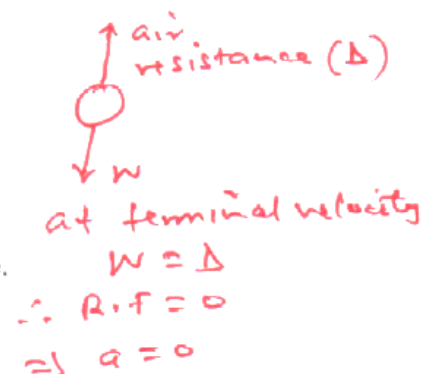 air
resistance (Δ)
W
at terminal velocity
W = Δ
∴ R.F = 0
⇒ a = 0